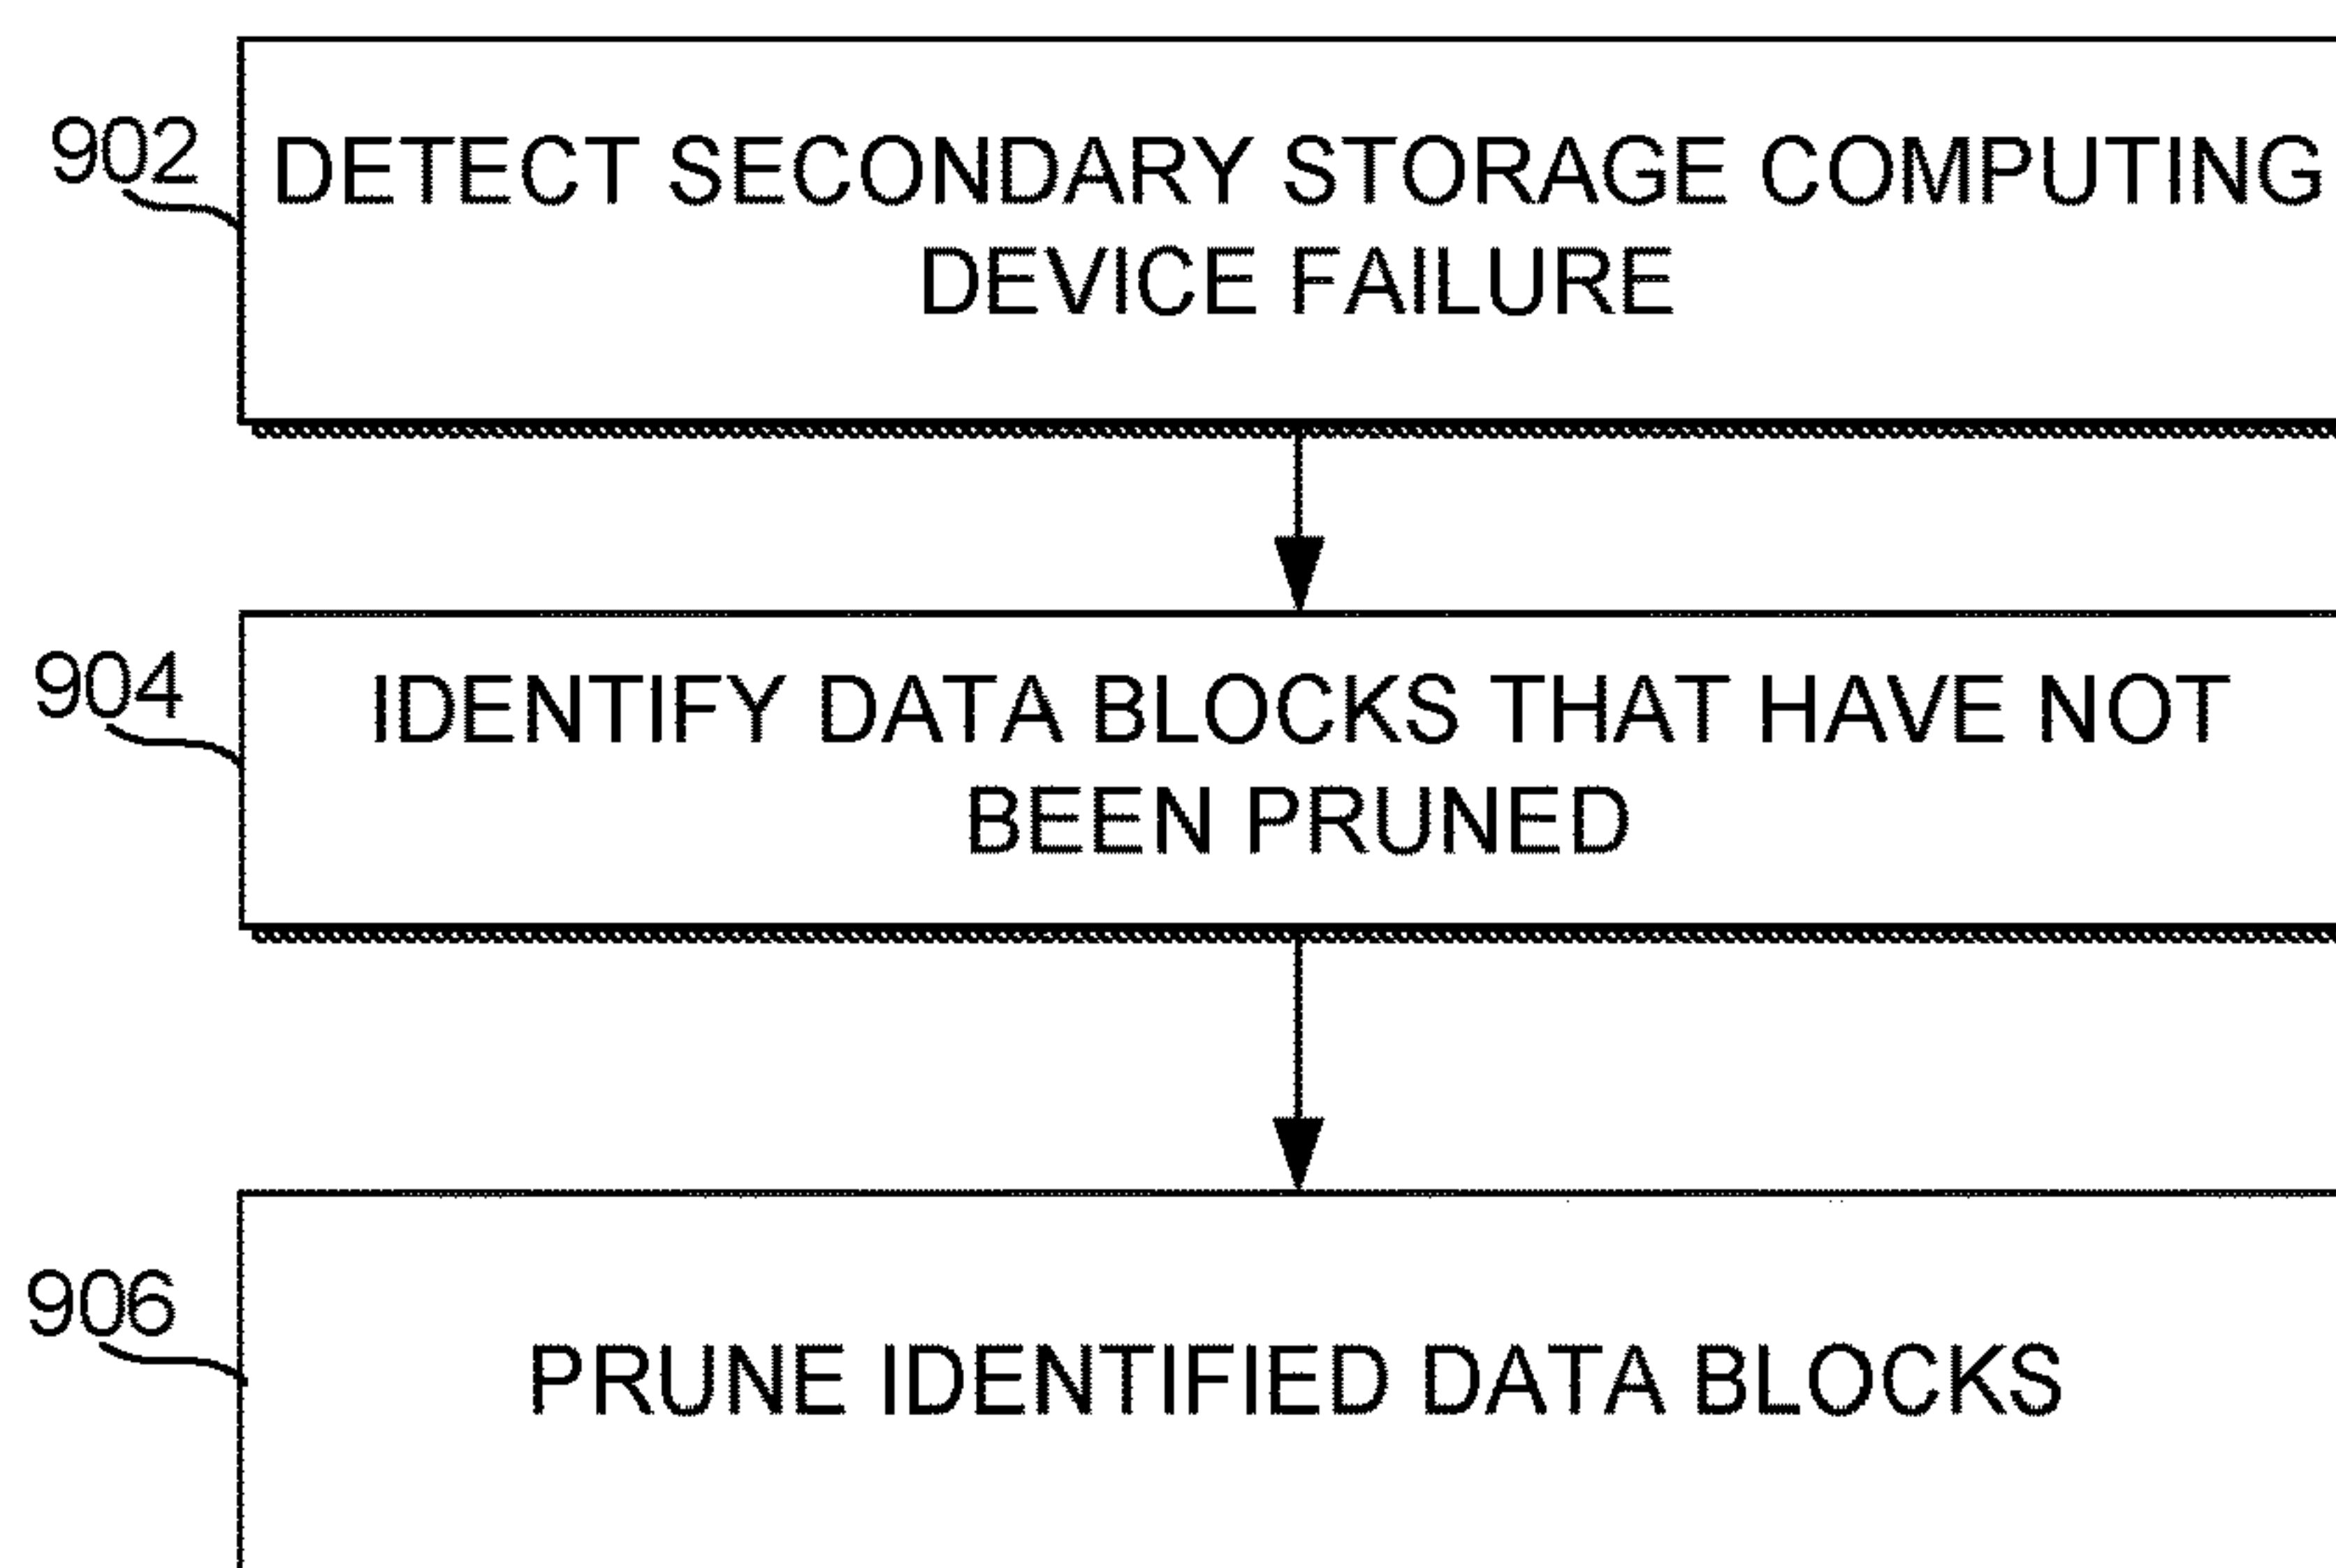 902
DETECT SECONDARY STORAGE COMPUTING
DEVICE FAILURE
904
IDENTIFY DATA BLOCKS THAT HAVE NOT
BEEN PRUNED
906
PRUNE IDENTIFIED DATA BLOCKS